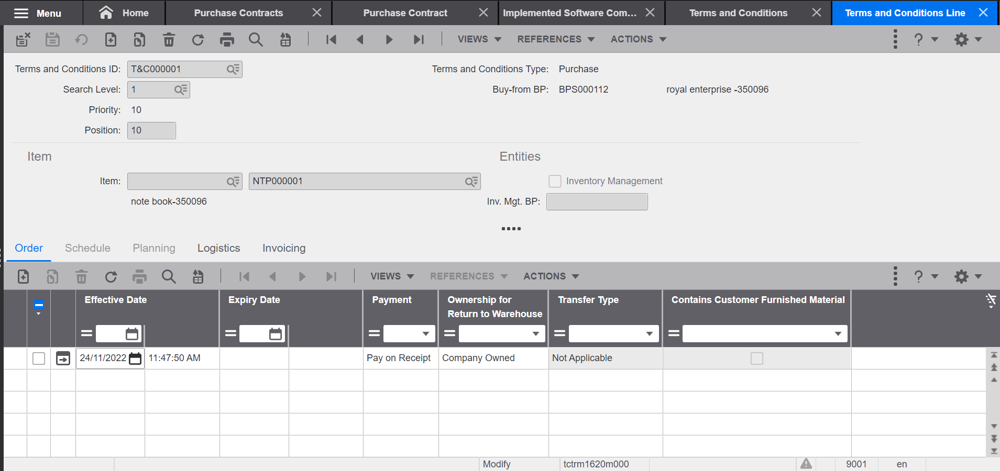 Menu
Home
Purchase Contracts
Purchase Contract
Implemented Software Com...
Terms and Conditions
Terms and Conditions Line
VIEWS
REFERENCES
ACTIONS
?
Terms and Conditions ID: T&C000001
Terms and Conditions Type: Purchase
Search Level: 1
Buy-from BP: BPS000112 royal enterprise -350096
Priority: 10
Position: 10
Item
Entities
Item: NTP000001
Inventory Management
note book-350096
Inv. Mgt. BP:
Order
Schedule
Planning
Logistics
Invoicing
VIEWS
REFERENCES
ACTIONS
?
Effective Date
Expiry Date
Payment
Ownership for
Return to Warehouse
Transfer Type
Contains Customer Furnished Material
24/11/2022 11:47:50 AM Pay on Receipt Company Owned Not Applicable
Modify
tctrm1620m000
9001
en